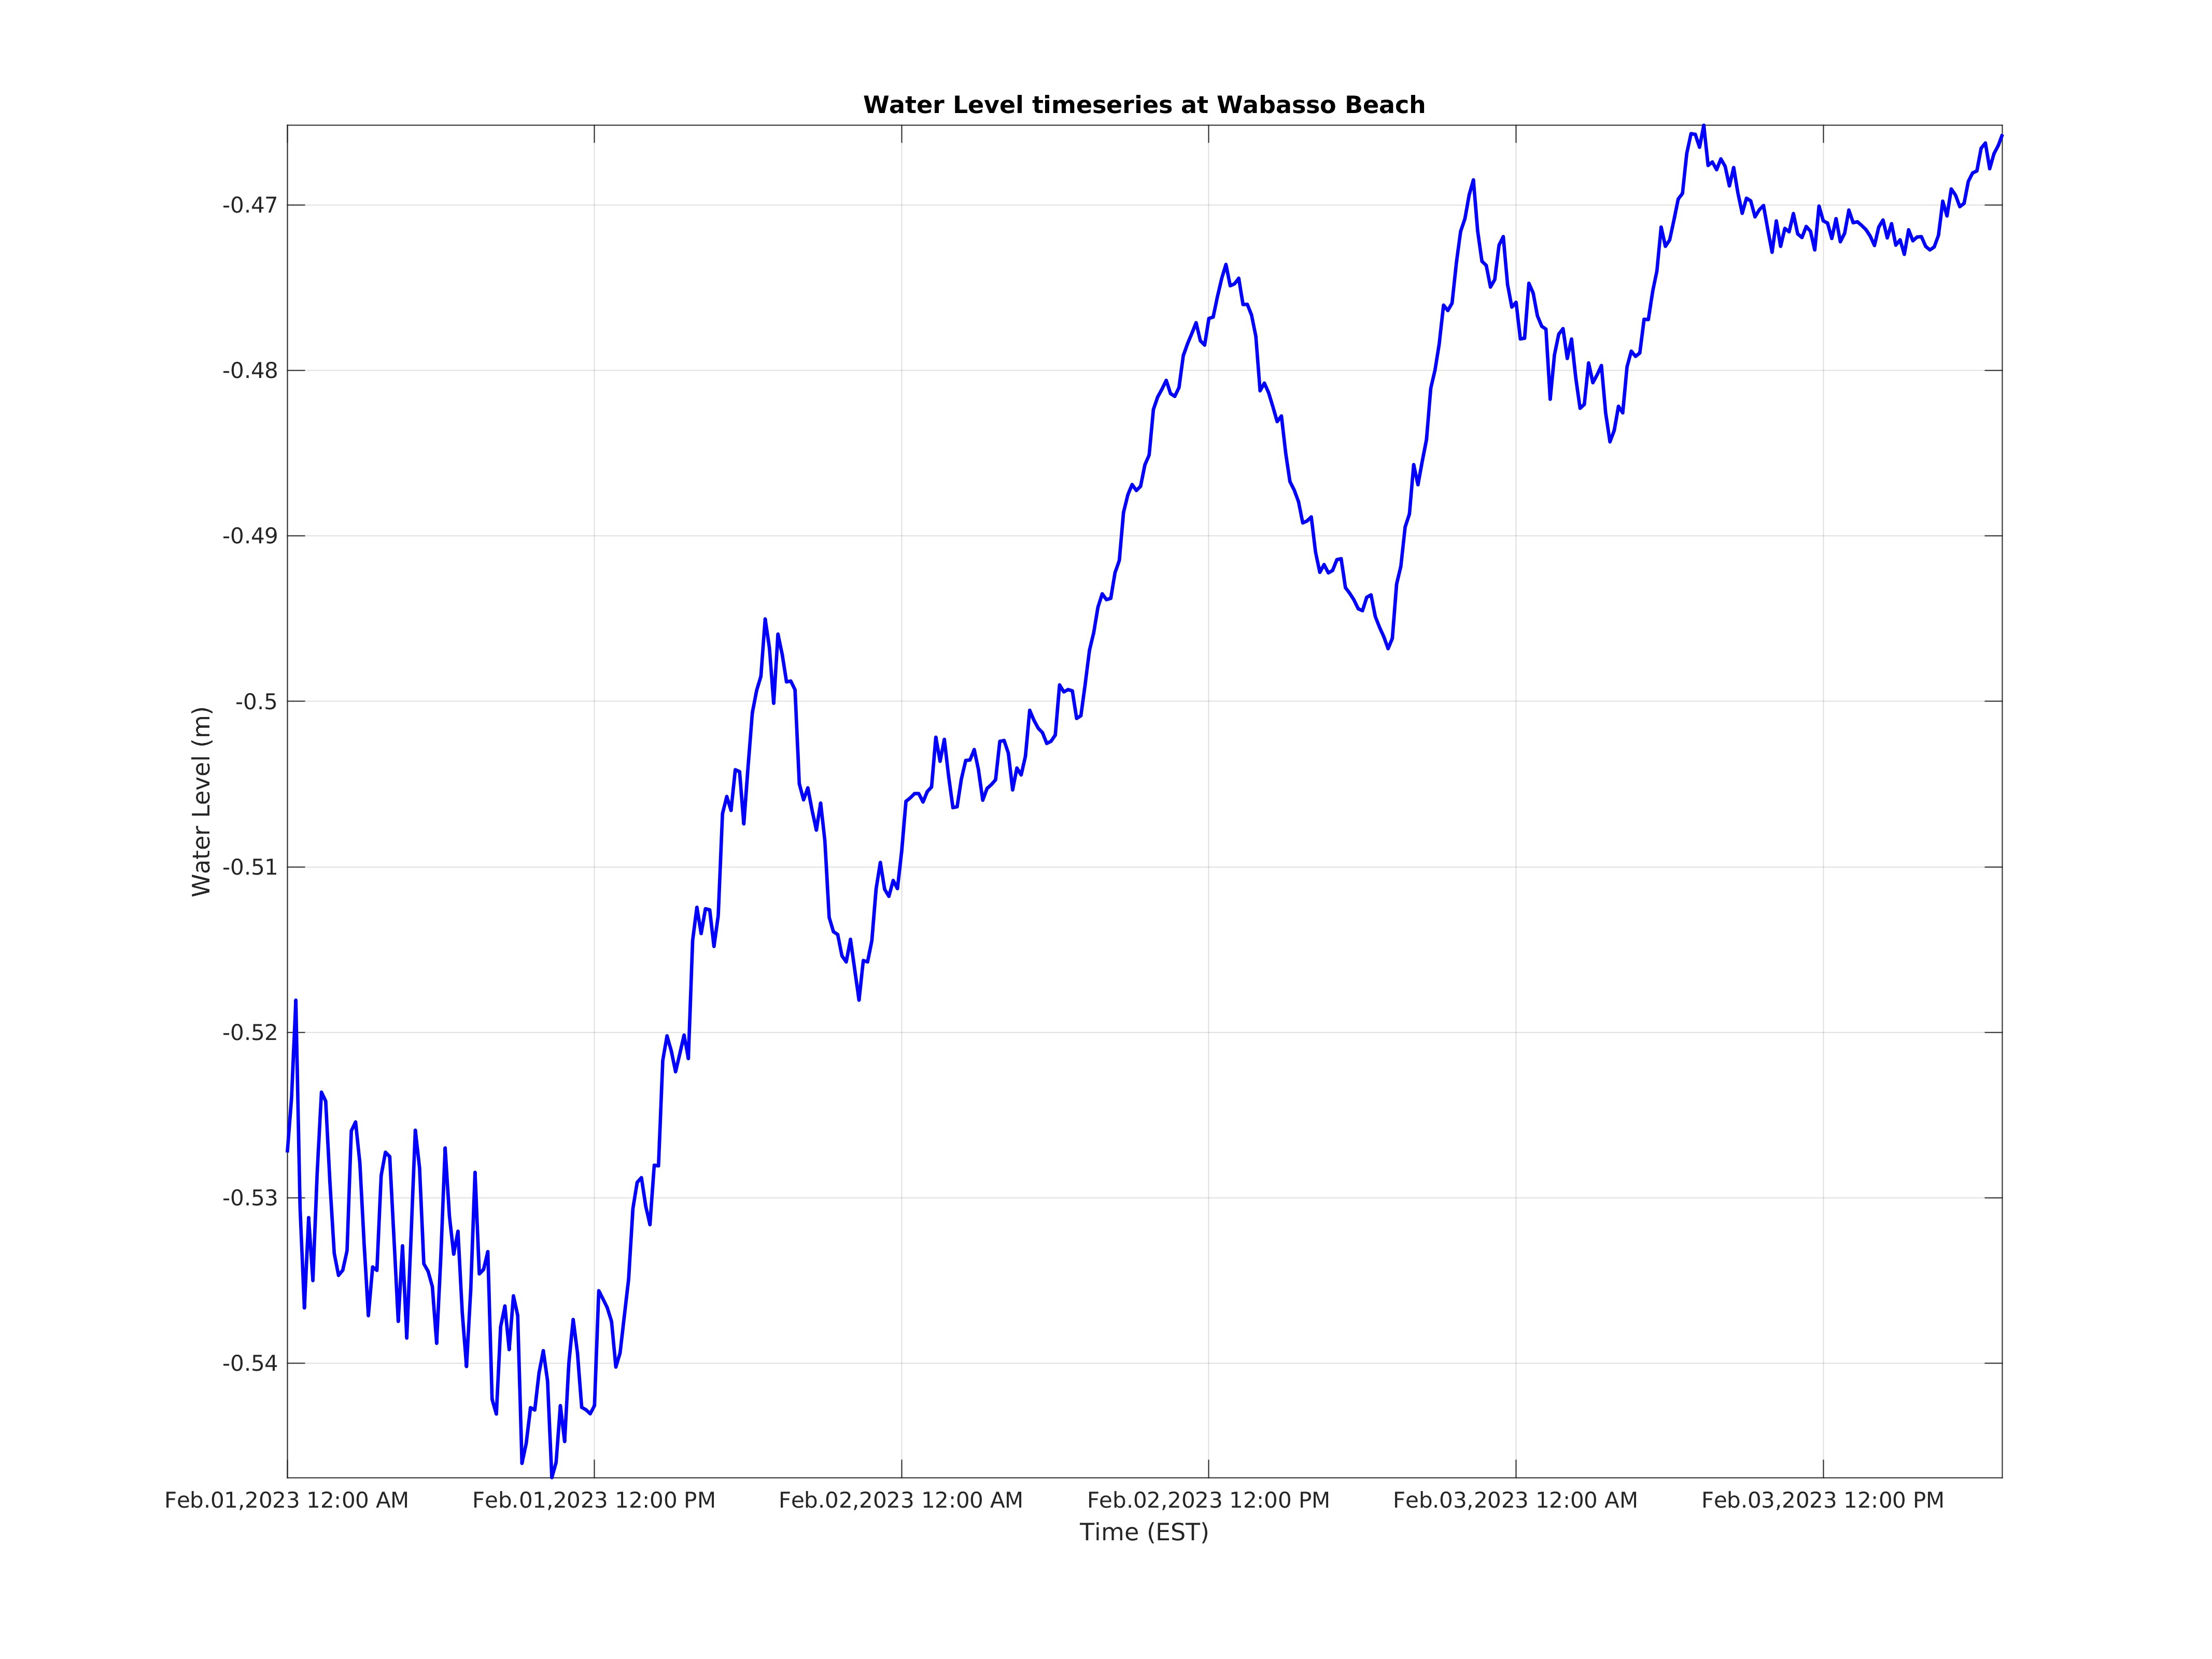 Water Level timeseries at Wabasso Beach
-0.47
-0.48
-0.49
-0.5
-0.51
-0.52
-0.53
-0.54
Water Level (m)
Feb.01,2023 12:00 AM Feb.01,2023 12:00 PM Feb.02,2023 12:00 AM Feb.02,2023 12:00 PM Feb.03,2023 12:00 AM Feb.03,2023 12:00 PM
Time (EST)